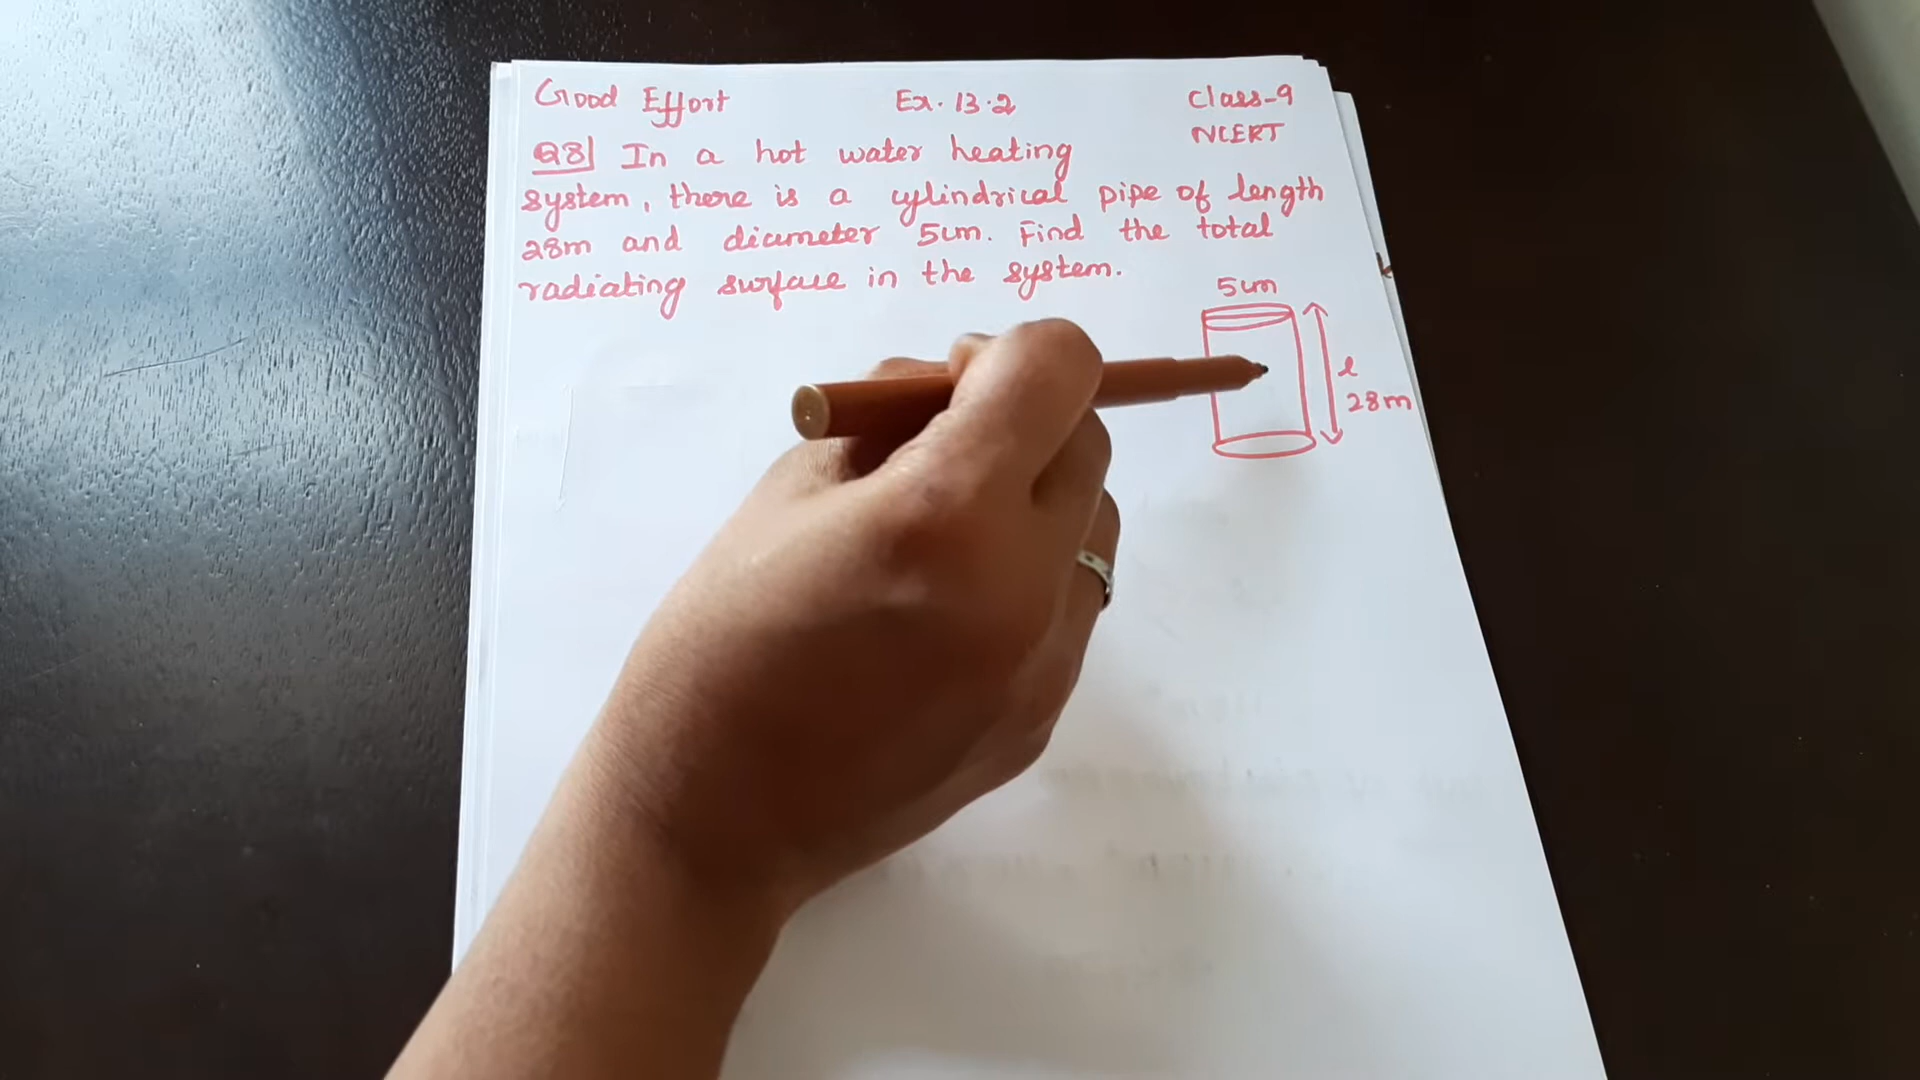 Good Effort Ex. 13.2 Class-9
NCERT
Q8 In a hot water heating
system, there is a cylindrical pipe of length
28m and diameter 5cm. Find the total
radiating surface in the system.
5cm
l
28m